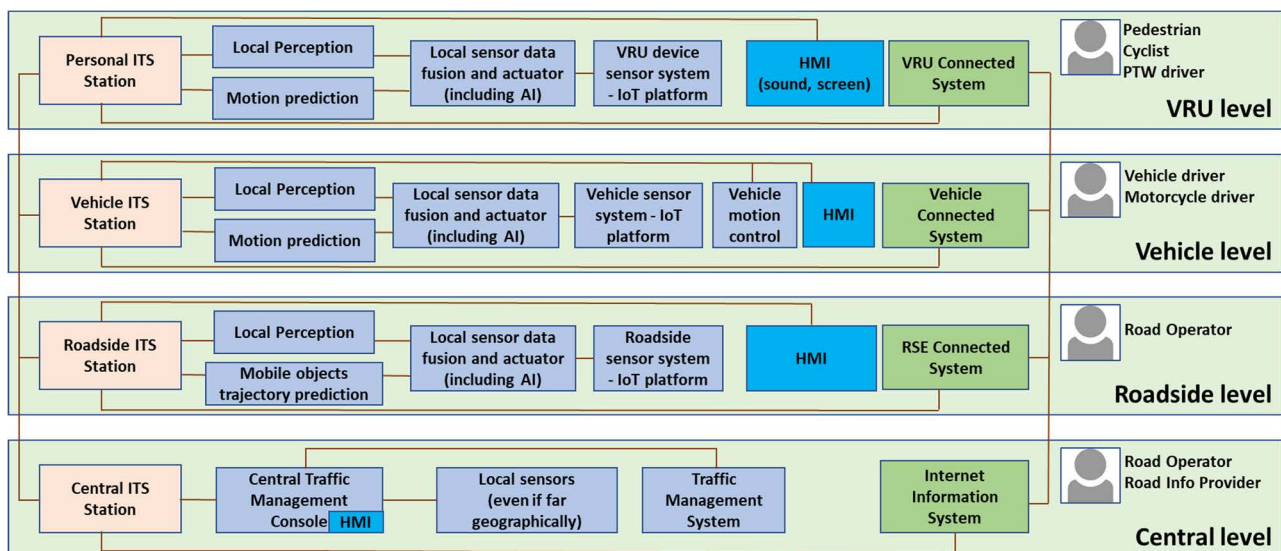 Personal ITS
Station
Local Perception
Motion prediction
Local sensor data
fusion and actuator
(including AI)
VRU device
sensor system
- IoT platform
HMI
(sound, screen)
VRU Connected
System
Pedestrian
Cyclist
PTW driver
VRU level
Vehicle ITS
Station
Local Perception
Motion prediction
Local sensor data
fusion and actuator
(including AI)
Vehicle sensor
system - IoT
platform
Vehicle
motion
control
HMI
Vehicle
Connected
System
Vehicle driver
Motorcycle driver
Vehicle level
Roadside ITS
Station
Local Perception
Mobile objects
trajectory prediction
Local sensor data
fusion and actuator
(including AI)
Roadside
sensor system
- IoT platform
HMI
RSE Connected
System
Road Operator
Roadside level
Central ITS
Station
Central Traffic
Management
Console
HMI
Local sensors
(even if far
geographically)
Traffic
Management
System
Internet
Information
System
Road Operator
Road Info Provider
Central level